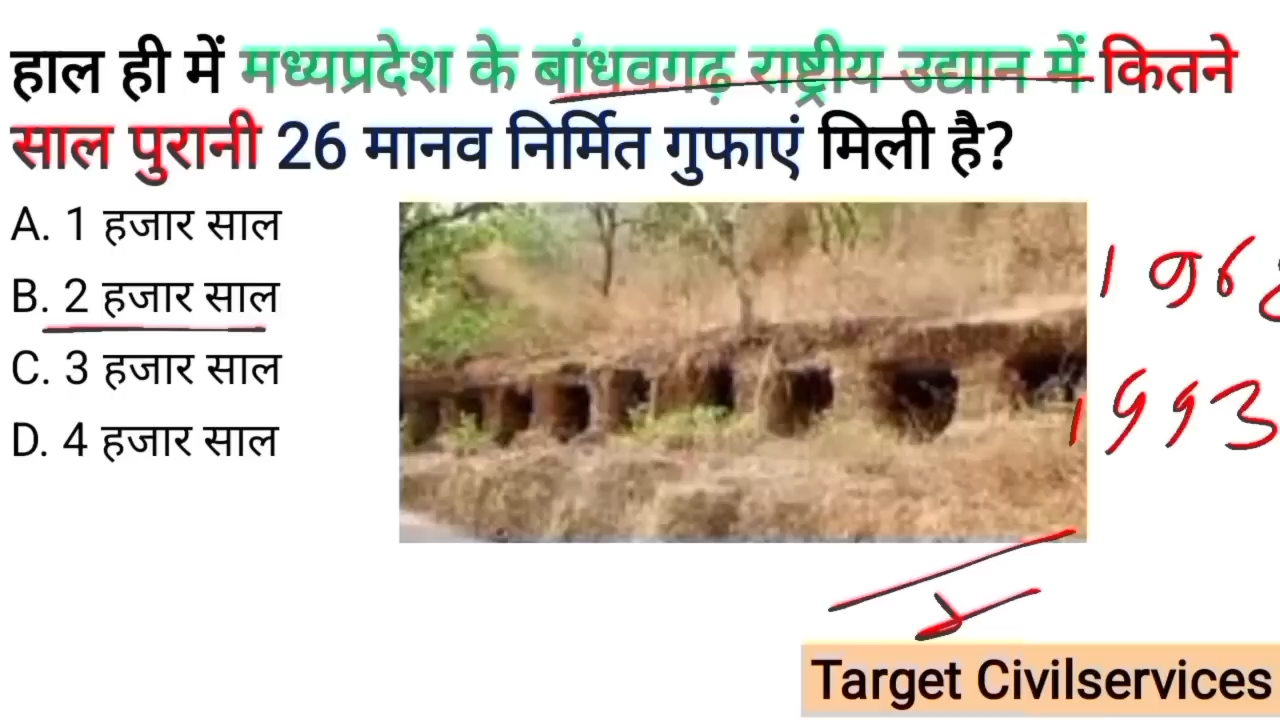 हाल ही में मध्यप्रदेश के बांधवगढ़ राष्ट्रीय उद्यान में कितने
साल पुरानी 26 मानव निर्मित गुफाएं मिली है?
A. 1 हजार साल
B. 2 हजार साल
C. 3 हजार साल
D. 4 हजार साल
1993
Target Civilservices